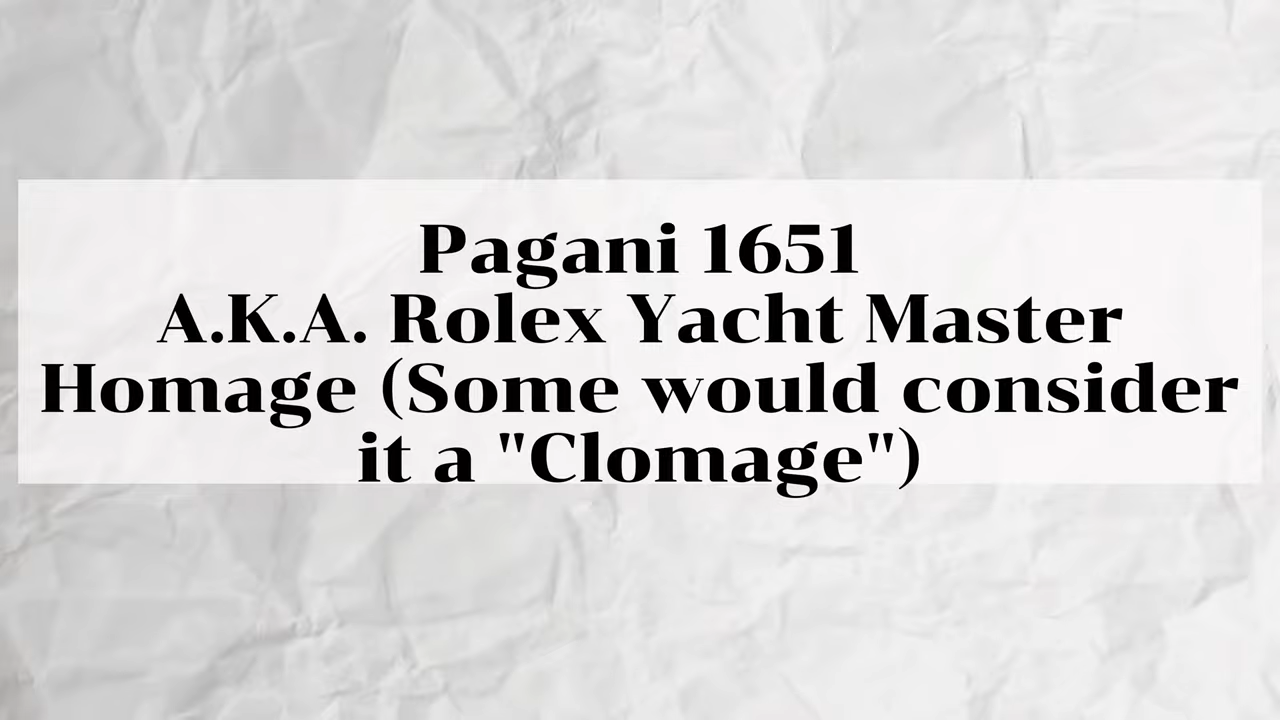 Pagani 1651
A.K.A. Rolex Yacht Master
Homage (Some would consider
it a "Clomage")